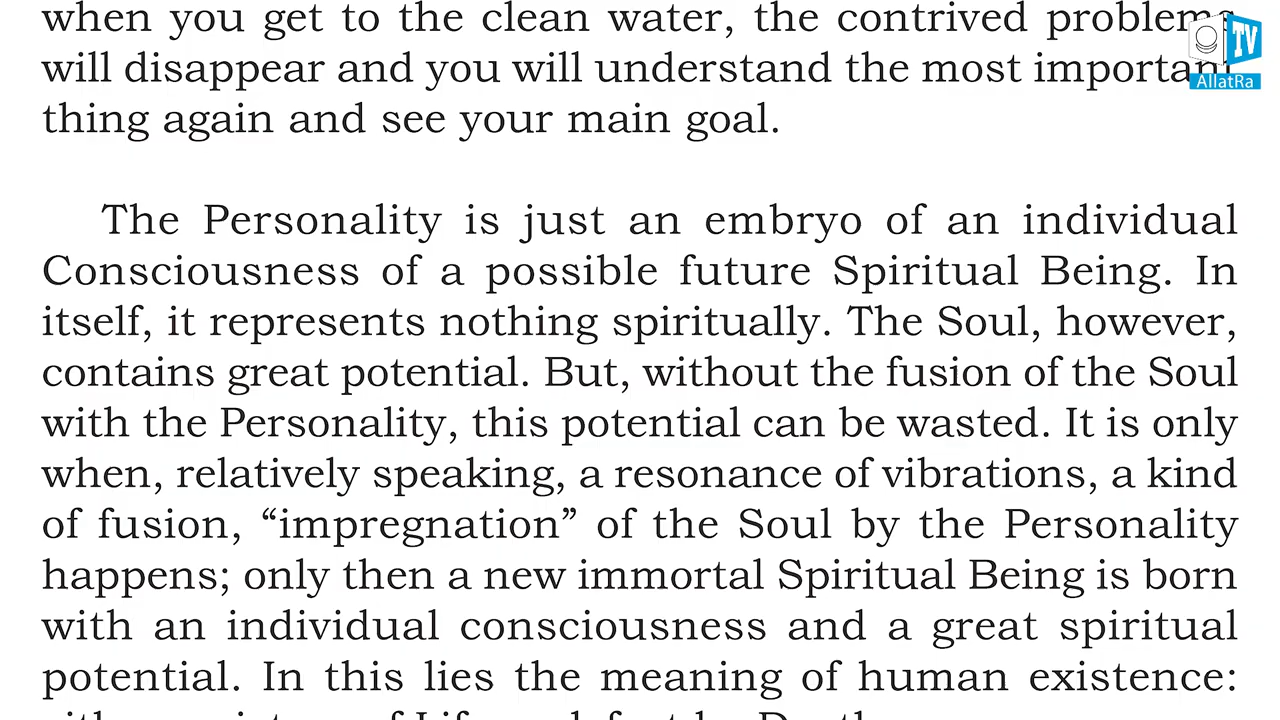 when you get to the clean water, the contrived problems
will disappear and you will understand the most important
thing again and see your main goal.
The Personality is just an embryo of an individual
Consciousness of a possible future Spiritual Being. In
itself, it represents nothing spiritually. The Soul, however,
contains great potential. But, without the fusion of the Soul
with the Personality, this potential can be wasted. It is only
when, relatively speaking, a resonance of vibrations, a kind
of fusion, “impregnation” of the Soul by the Personality
happens; only then a new immortal Spiritual Being is born
with an individual consciousness and a great spiritual
potential. In this lies the meaning of human existence:
TV
AllatRa